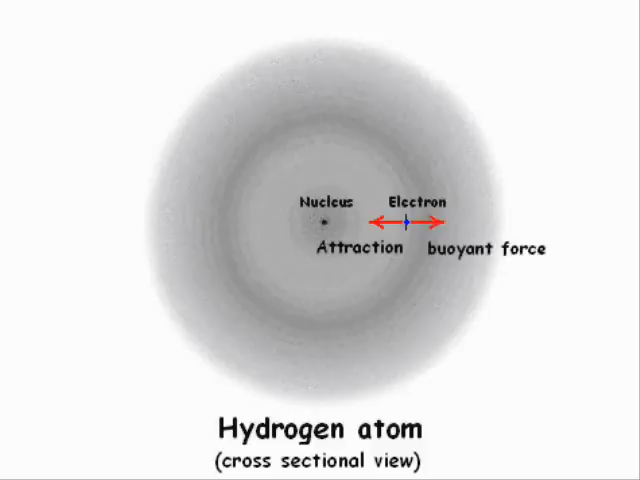 Nucleus Electron
Attraction buoyant force
Hydrogen atom
(cross sectional view)